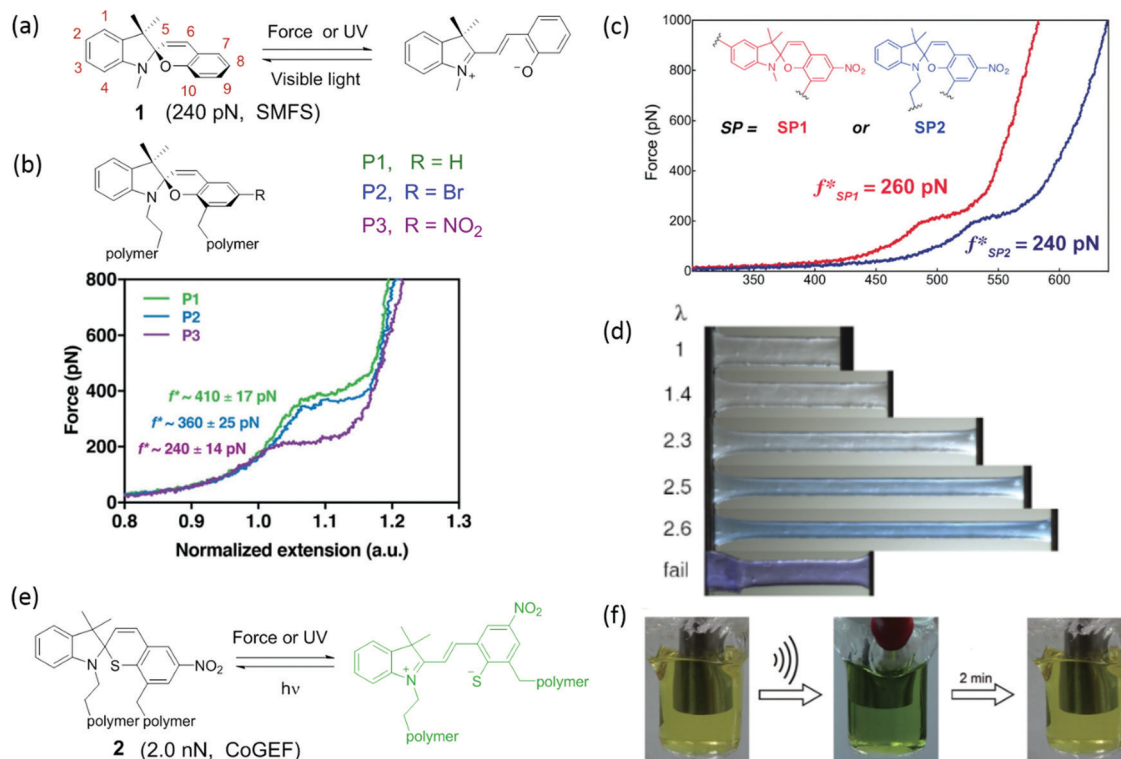 (a)
1
2
3
4
5
6
7
8
9
10
N
O
Force or UV
Visible light
N
+
O
-
1 (240 pN, SMFS)
(b)
N
O
R
polymer
polymer
P1, R = H
P2, R = Br
P3, R = NO2
Force (pN)
800
600
400
200
0
P1
P2
P3
f* ~ 410 ± 17 pN
f* ~ 360 ± 25 pN
f* ~ 240 ± 14 pN
0.8
0.9
1.0
1.1
1.2
1.3
Normalized extension (a.u.)
(c)
Force (pN)
1000
800
600
400
200
0
N
O
NO2
N
O
NO2
SP = SP1 or SP2
f*SP1 = 260 pN
f*SP2 = 240 pN
350
400
450
500
550
600
(d)
λ
1
1.4
2.3
2.5
2.6
fail
(e)
N
S
NO2
polymer polymer
2 (2.0 nN, CoGEF)
Force or UV
hν
NO2
N
+
-
S
polymer
polymer
(f)
2 min